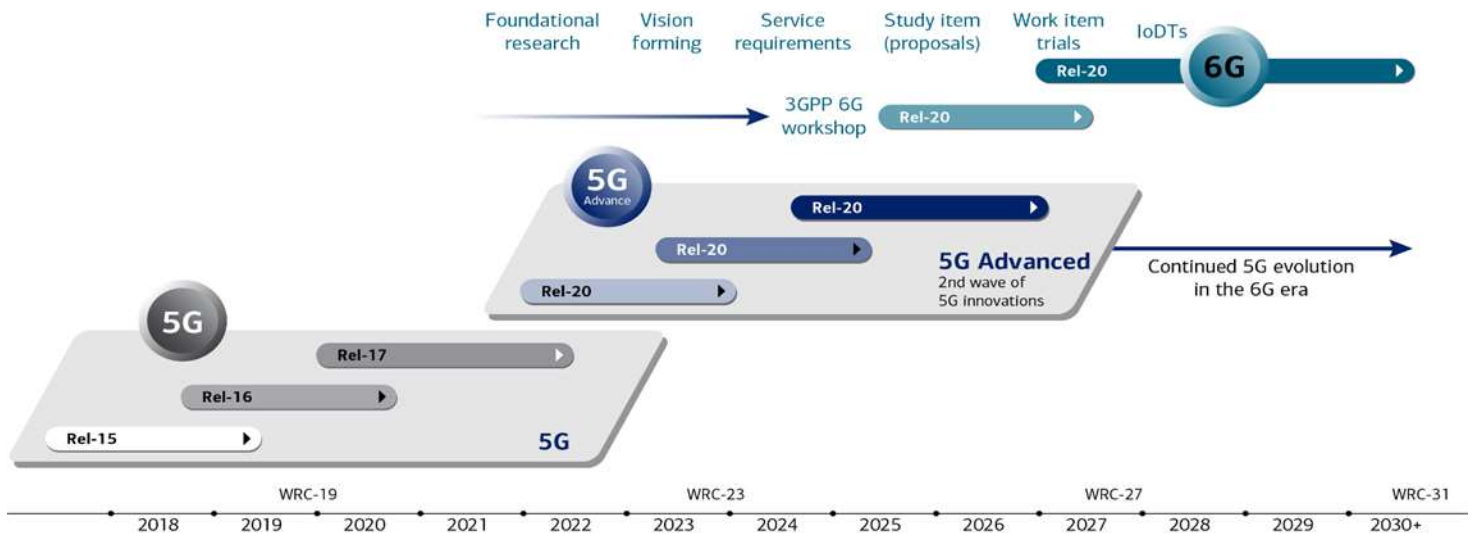 Foundational
research
Vision
forming
Service
requirements
Study item
(proposals)
Work item
trials
IoDTs
Rel-20
6G
3GPP 6G
workshop
Rel-20
5G
Advance
Rel-20
Rel-20
Rel-20
5G Advanced
2nd wave of
5G innovations
Continued 5G evolution
in the 6G era
5G
Rel-17
Rel-16
Rel-15
5G
WRC-19
WRC-23
WRC-27
WRC-31
2018
2019
2020
2021
2022
2023
2024
2025
2026
2027
2028
2029
2030+